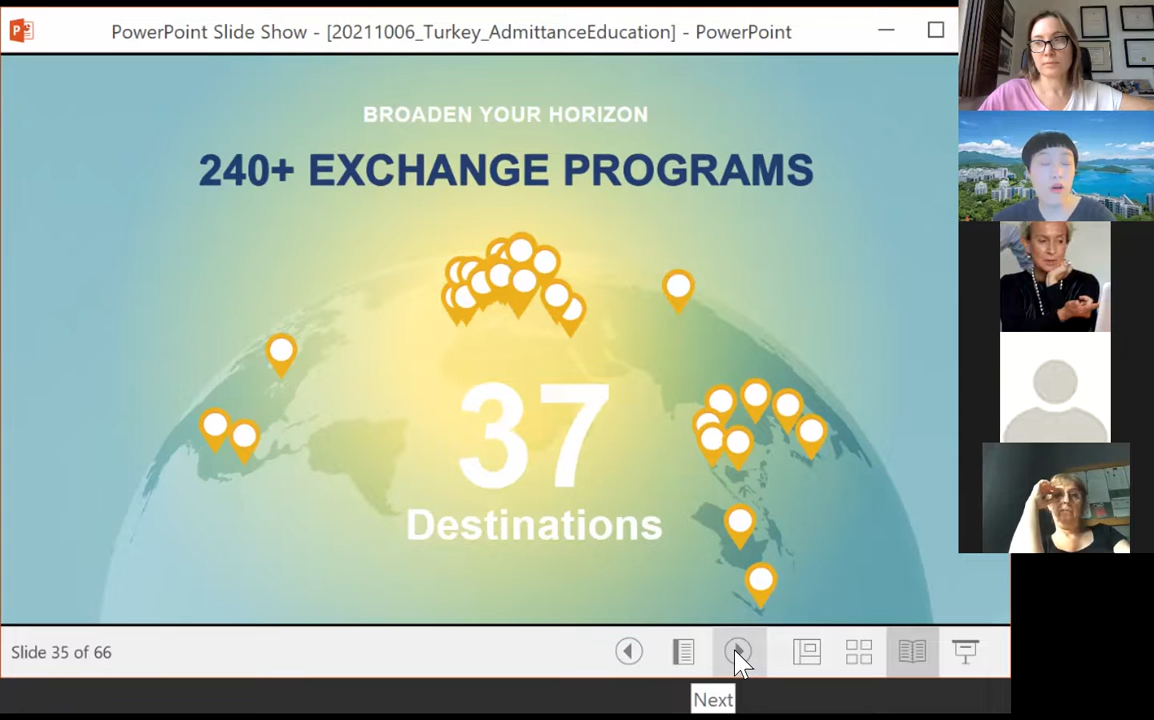 PowerPoint Slide Show - [20211006_Turkey_AdmittanceEducation] - PowerPoint
BROADEN YOUR HORIZON
240+ EXCHANGE PROGRAMS
37
Destinations
Slide 35 of 66
Next